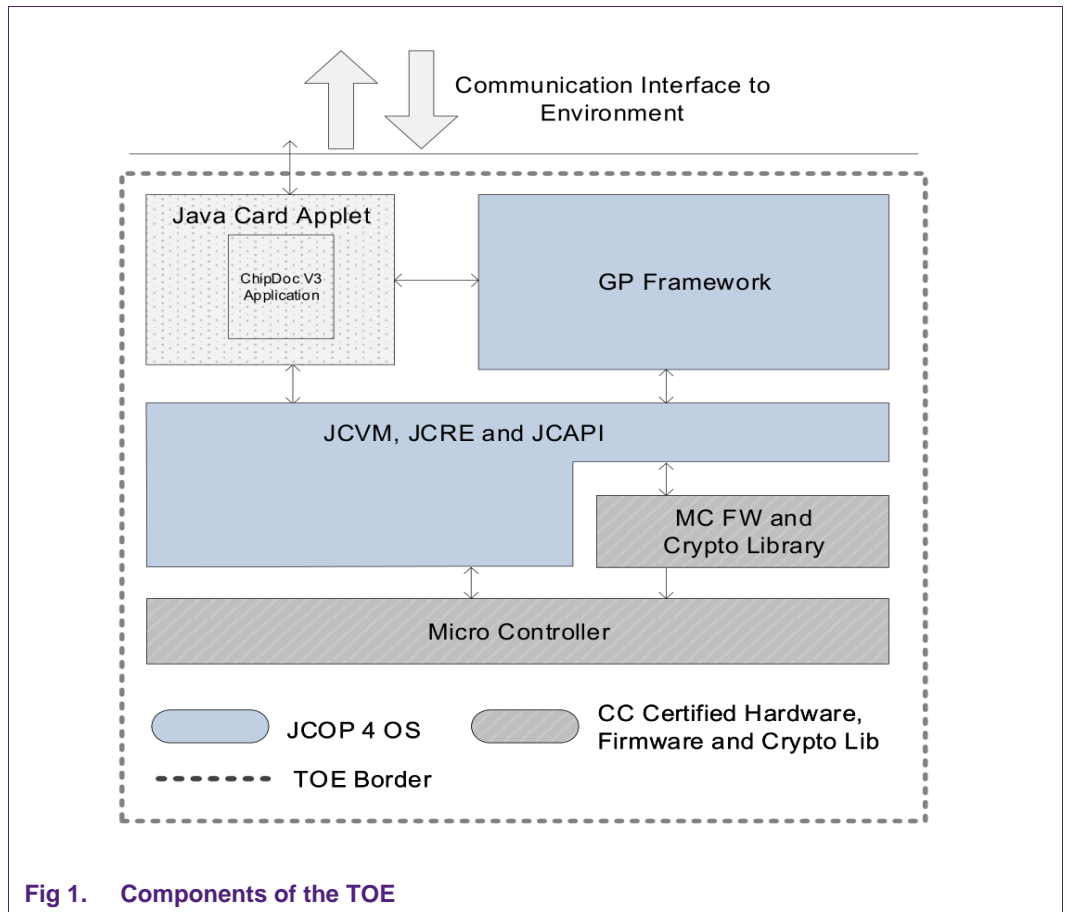 Communication Interface to
Environment
Java Card Applet
ChipDoc V3
Application
GP Framework
JCVM, JCRE and JCAPI
MC FW and
Crypto Library
Micro Controller
JCOP 4 OS
CC Certified Hardware,
Firmware and Crypto Lib
TOE Border
Fig 1. Components of the TOE